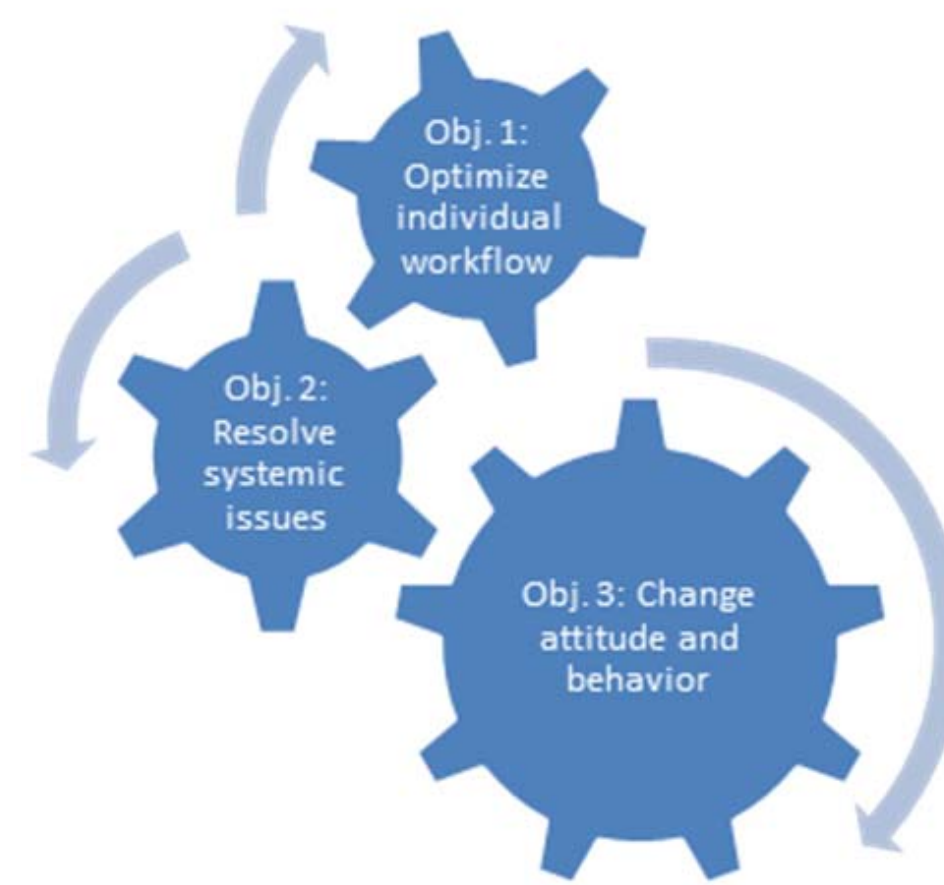 Obj. 1:
Optimize
individual
workflow
Obj. 2:
Resolve
systemic
issues
Obj. 3: Change
attitude and
behavior